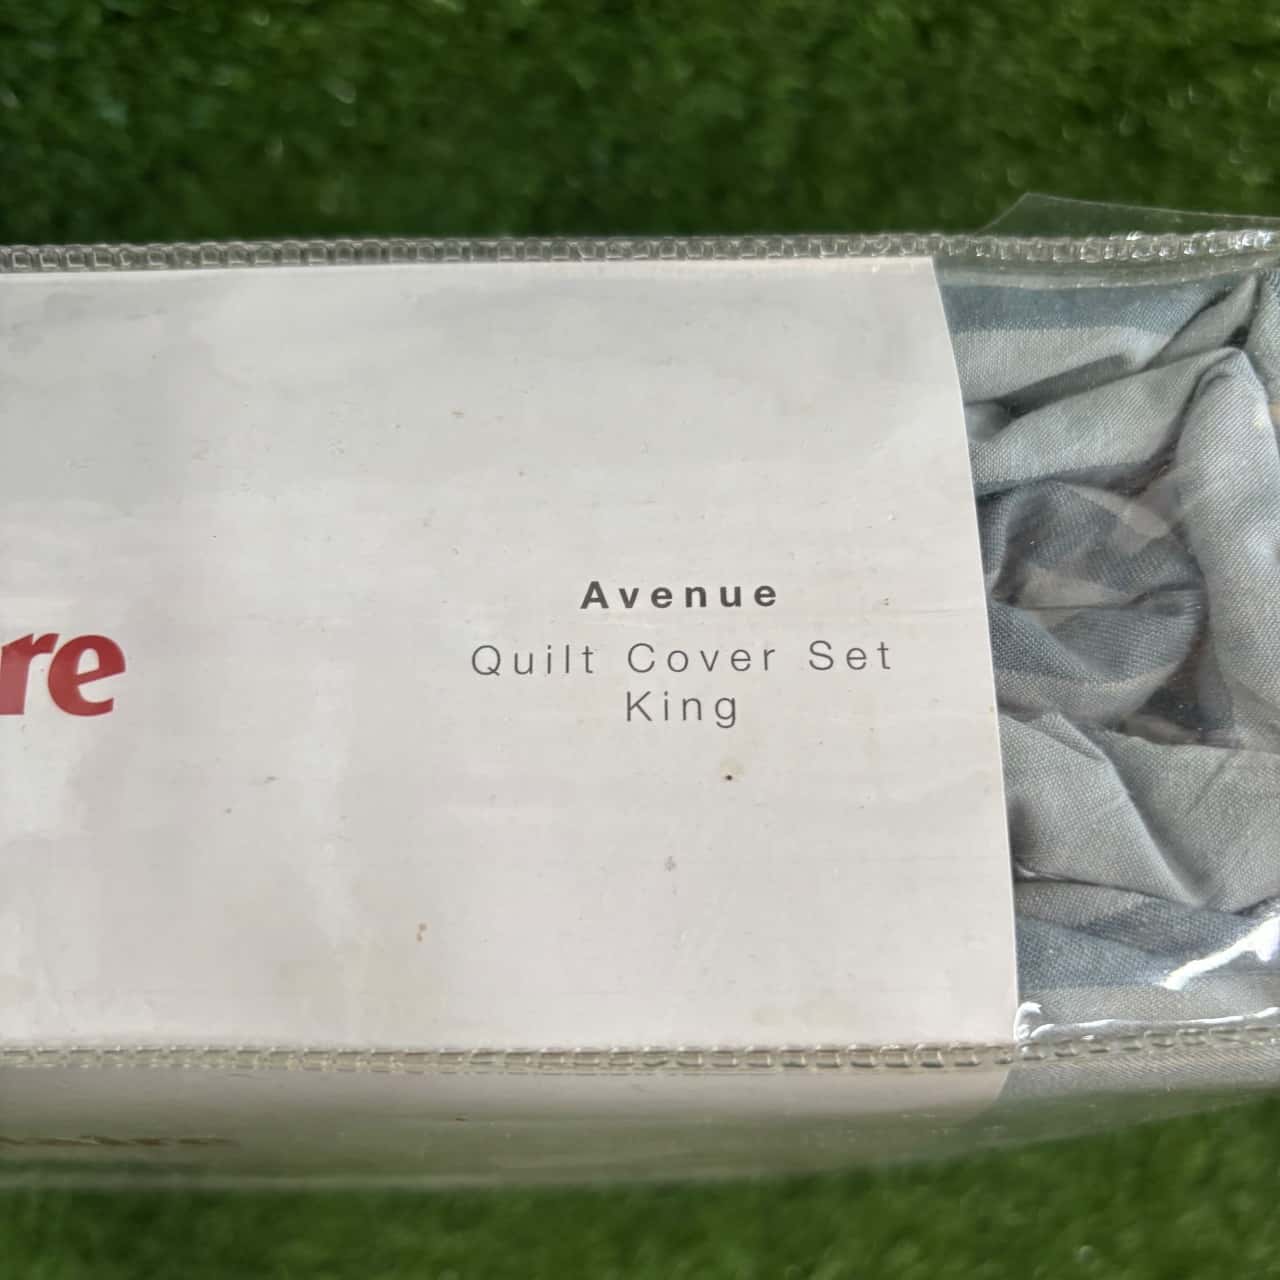 re
Avenue
Quilt Cover Set
King